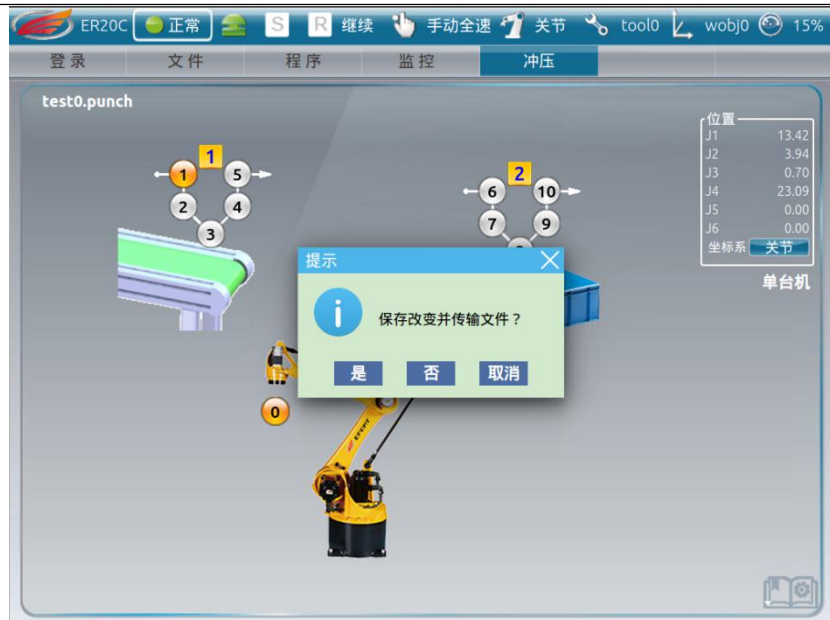 ER20C 正常 S R 继续 手动全速 关节 tool0 wobj0 15%
登录 文件 程序 监控 冲压
test0.punch
位置
J1 13.42
J2 3.94
J3 0.70
J4 23.09
J5 0.00
J6 0.00
坐标系 关节
单台机
1
1 5
2 4
3
2
6 10
7 9
提示
保存改变并传输文件？
是 否 取消
0
EFORT